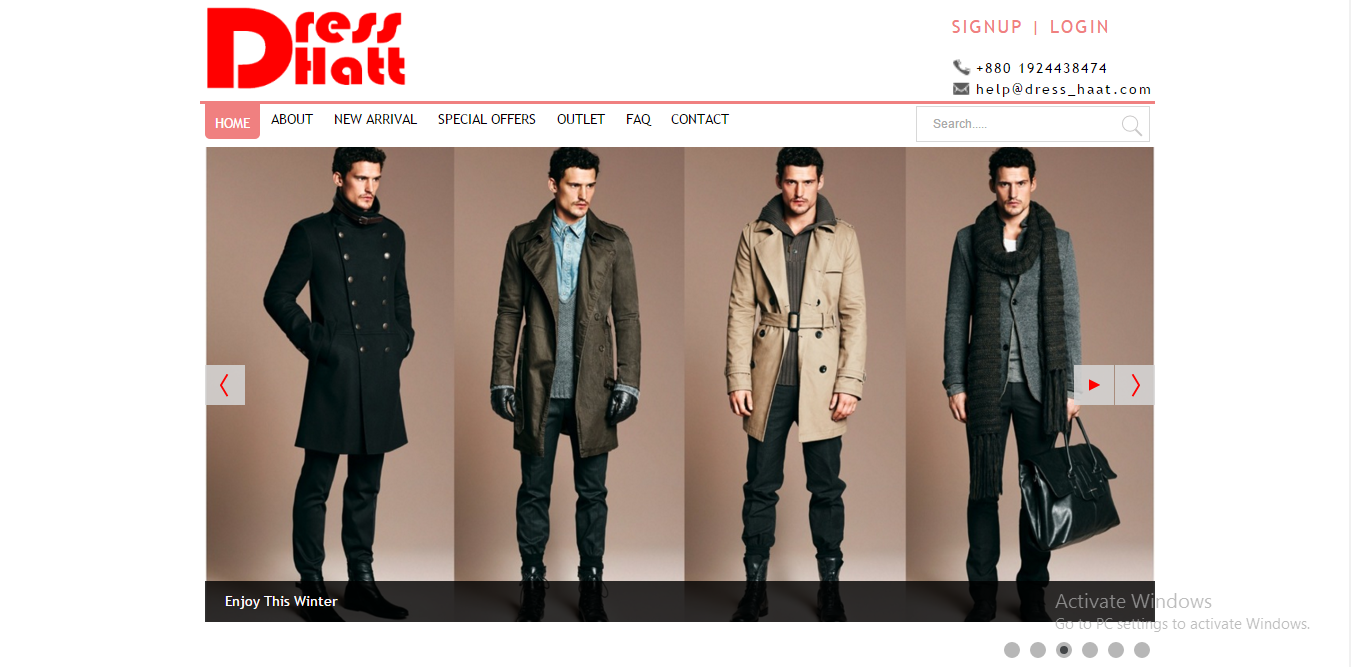 Dress
Hatt
SIGNUP | LOGIN
+880 1924438474
help@dress_haat.com
HOME ABOUT NEW ARRIVAL SPECIAL OFFERS OUTLET FAQ CONTACT
Search.....
Enjoy This Winter
Activate Windows
Go to PC settings to activate Windows.